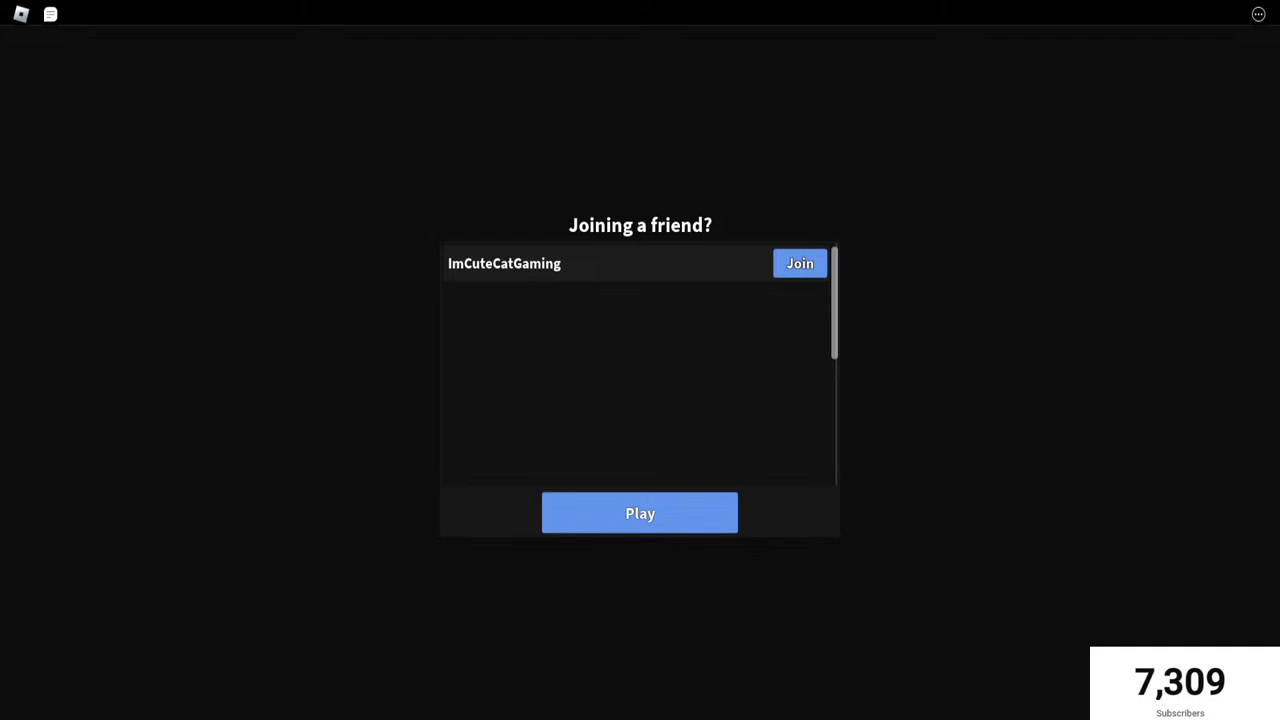 Joining a friend?
ImCuteCatGaming
Join
Play
7,309
Subscribers